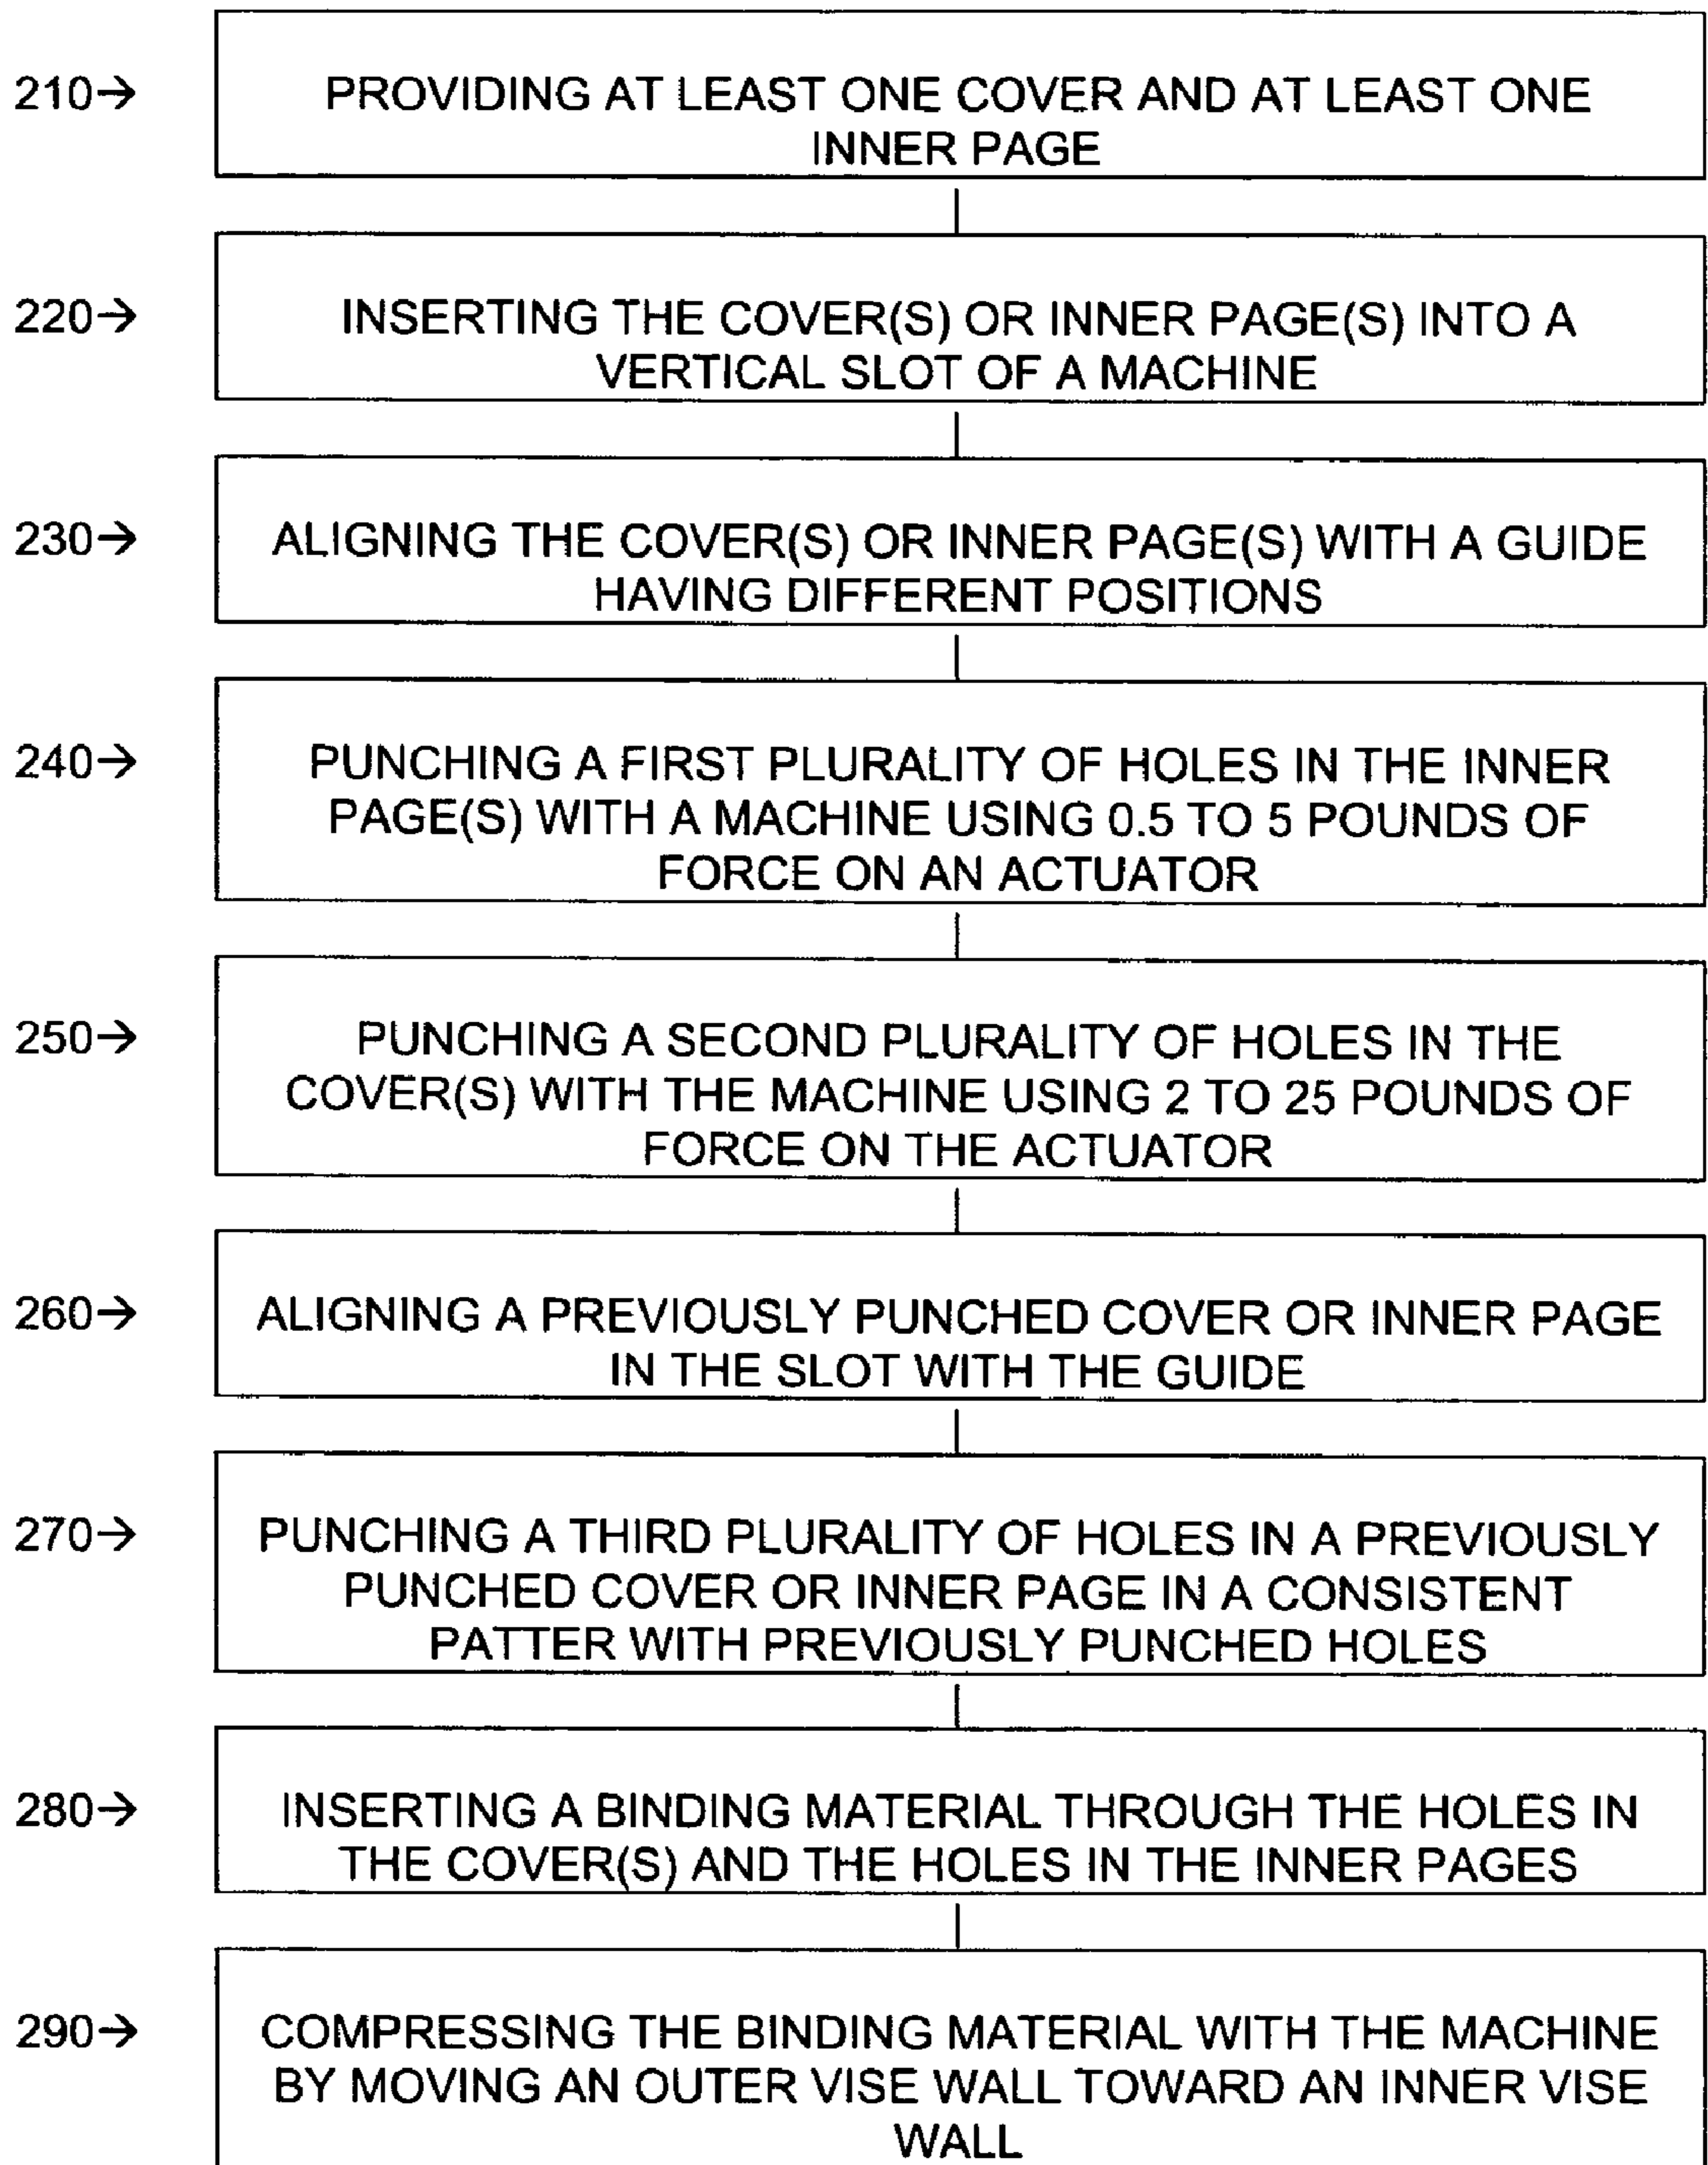 210→ PROVIDING AT LEAST ONE COVER AND AT LEAST ONE
INNER PAGE
220→ INSERTING THE COVER(S) OR INNER PAGE(S) INTO A
VERTICAL SLOT OF A MACHINE
230→ ALIGNING THE COVER(S) OR INNER PAGE(S) WITH A GUIDE
HAVING DIFFERENT POSITIONS
240→ PUNCHING A FIRST PLURALITY OF HOLES IN THE INNER
PAGE(S) WITH A MACHINE USING 0.5 TO 5 POUNDS OF
FORCE ON AN ACTUATOR
250→ PUNCHING A SECOND PLURALITY OF HOLES IN THE
COVER(S) WITH THE MACHINE USING 2 TO 25 POUNDS OF
FORCE ON THE ACTUATOR
260→ ALIGNING A PREVIOUSLY PUNCHED COVER OR INNER PAGE
IN THE SLOT WITH THE GUIDE
270→ PUNCHING A THIRD PLURALITY OF HOLES IN A PREVIOUSLY
PUNCHED COVER OR INNER PAGE IN A CONSISTENT
PATTER WITH PREVIOUSLY PUNCHED HOLES
280→ INSERTING A BINDING MATERIAL THROUGH THE HOLES IN
THE COVER(S) AND THE HOLES IN THE INNER PAGES
290→ COMPRESSING THE BINDING MATERIAL WITH THE MACHINE
BY MOVING AN OUTER VISE WALL TOWARD AN INNER VISE
WALL